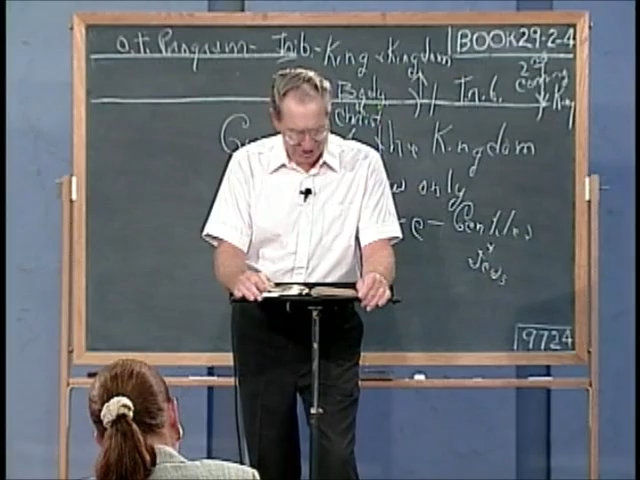 O.T. Program - Trib. - King & Kingdom
BOOK 29-2-4
2nd
Coming
Body
Christ
Trib.
King
the Kingdom
only
- Gentiles
Jews
9724